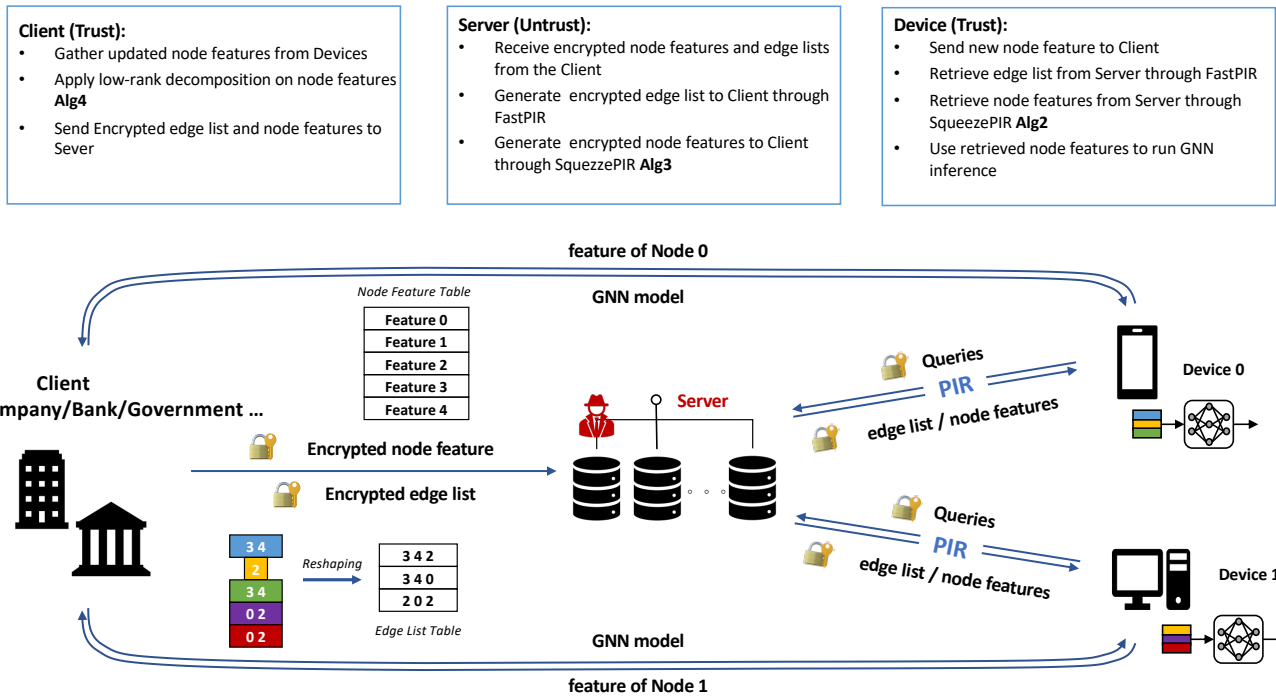 Client (Trust):
• Gather updated node features from Devices
• Apply low-rank decomposition on node features
Alg4
• Send Encrypted edge list and node features to
Sever
Server (Untrust):
• Receive encrypted node features and edge lists
from the Client
• Generate encrypted edge list to Client through
FastPIR
• Generate encrypted node features to Client
through SquezzePIR Alg3
Device (Trust):
• Send new node feature to Client
• Retrieve edge list from Server through FastPIR
• Retrieve node features from Server through
SqueezePIR Alg2
• Use retrieved node features to run GNN
inference
feature of Node 0
GNN model
Node Feature Table
Feature 0
Feature 1
Feature 2
Feature 3
Feature 4
Client
mpany/Bank/Government ...
Server
Queries
PIR
edge list / node features
Device 0
Encrypted node feature
Encrypted edge list
Queries
PIR
edge list / node features
Device 1
3 4
2
3 4
0 2
0 2
Reshaping
3 4 2
3 4 0
2 0 2
Edge List Table
GNN model
feature of Node 1